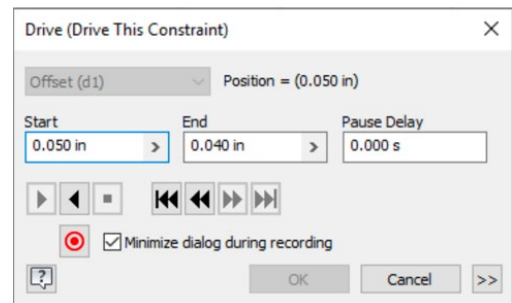 Drive (Drive This Constraint)
Offset (d1) Position = (0.050 in)
Start End Pause Delay
0.050 in > 0.040 in > 0.000 s
Minimize dialog during recording
? OK Cancel >>